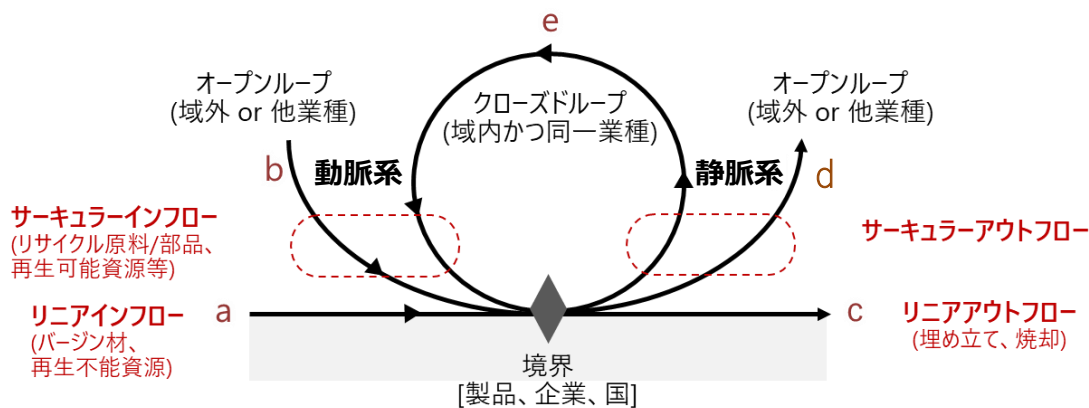 e
オープンループ
(域外 or 他業種)
クローズドループ
(域内かつ同一業種)
オープンループ
(域外 or 他業種)
b
動脈系
静脈系
d
サーキュラーインフロー
(リサイクル原料/部品、
再生可能資源等)
サーキュラーアウトフロー
リニアインフロー
(バージン材、
再生不能資源)
a
c
リニアアウトフロー
(埋め立て、焼却)
境界
[製品、企業、国]